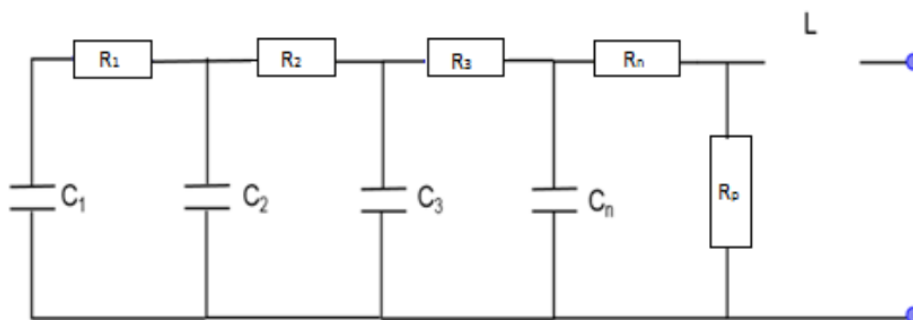 L
R₁ R₂ R₃ Rₙ
C₁ C₂ C₃ Cₙ Rₚ